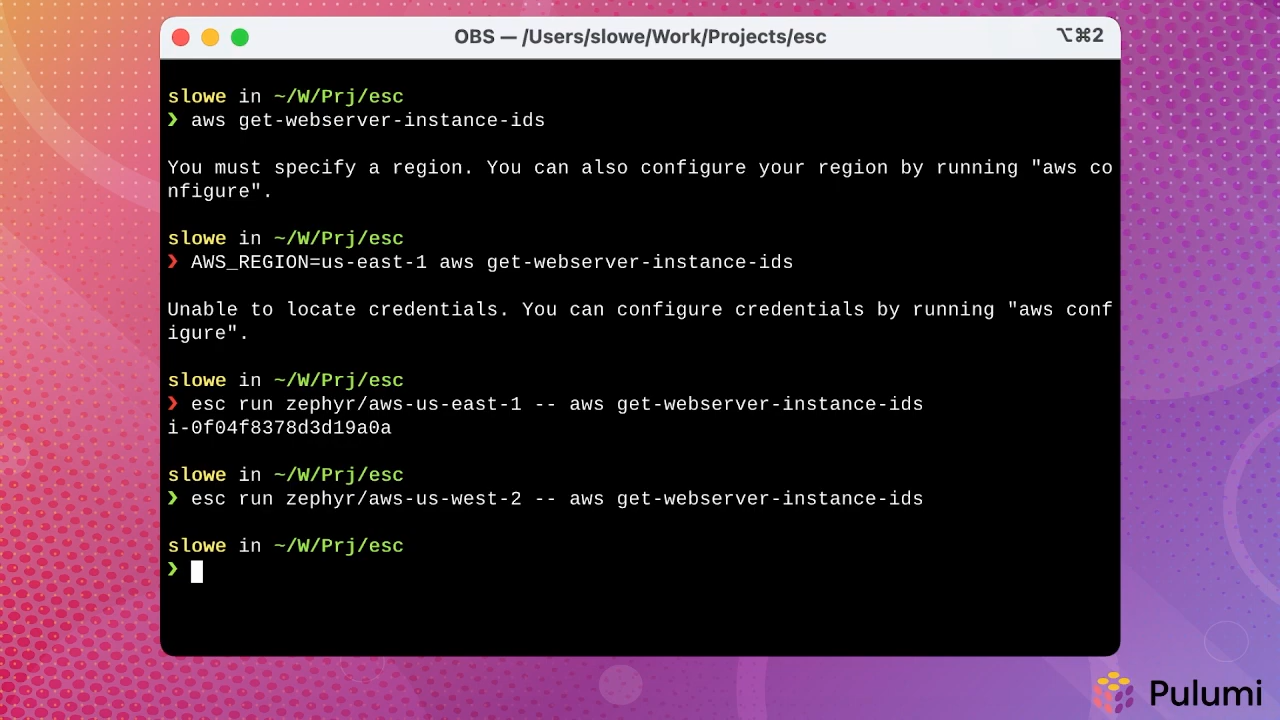 OBS — /Users/slowe/Work/Projects/esc
⌥⌘2
slowe in ~/W/Prj/esc
❯ aws get-webserver-instance-ids
You must specify a region. You can also configure your region by running "aws co
nfigure".
slowe in ~/W/Prj/esc
❯ AWS_REGION=us-east-1 aws get-webserver-instance-ids
Unable to locate credentials. You can configure credentials by running "aws conf
igure".
slowe in ~/W/Prj/esc
❯ esc run zephyr/aws-us-east-1 -- aws get-webserver-instance-ids
i-0f04f8378d3d19a0a
slowe in ~/W/Prj/esc
❯ esc run zephyr/aws-us-west-2 -- aws get-webserver-instance-ids
slowe in ~/W/Prj/esc
❯
Pulumi